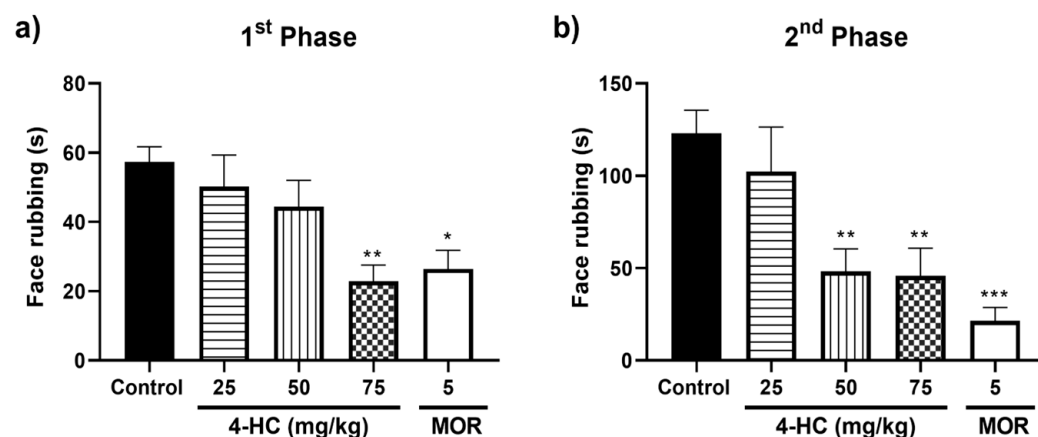 a)
1st Phase
Face rubbing (s)
80
60
40
20
0
**
*
Control 25 50 75 5
4-HC (mg/kg) MOR
b)
2nd Phase
Face rubbing (s)
150
100
50
0
**
**
***
Control 25 50 75 5
4-HC (mg/kg) MOR